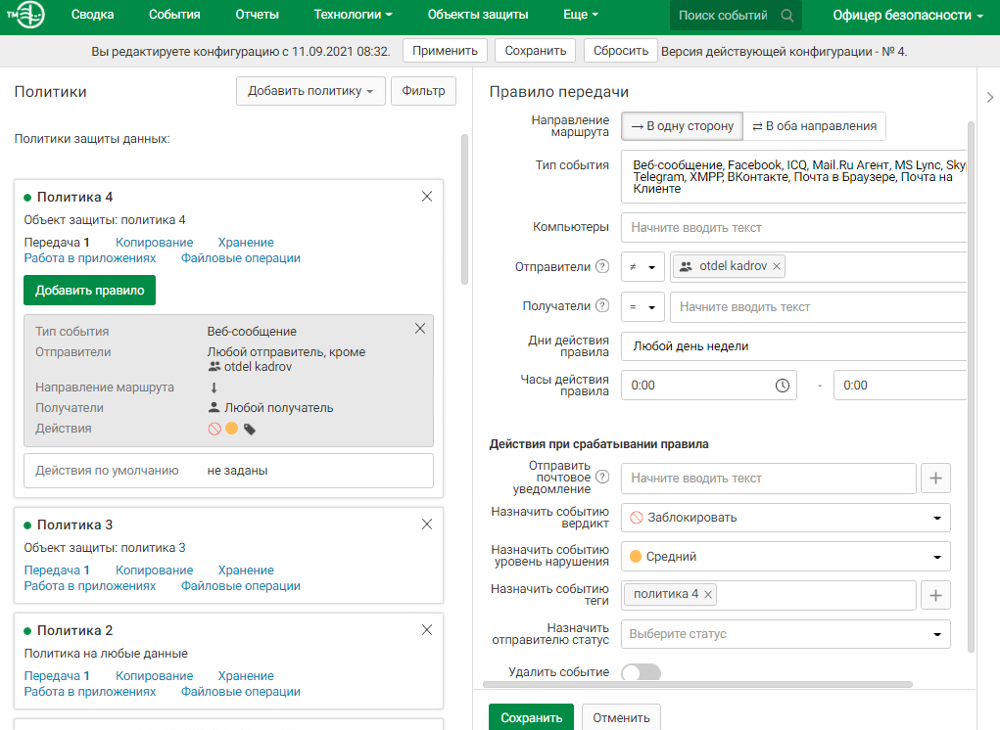 TM
Сводка События Отчеты Технологии Объекты защиты Еще Поиск событий Офицер безопасности
Вы редактируете конфигурацию с 11.09.2021 08:32. Применить Сохранить Сбросить Версия действующей конфигурации - № 4.
Политики
Добавить политику Фильтр
Политики защиты данных:
Политика 4
Объект защиты: политика 4
Передача 1 Копирование Хранение
Работа в приложениях Файловые операции
Добавить правило
Тип события Веб-сообщение
Отправители Любой отправитель, кроме
otdel kadrov
Направление маршрута
Получатели Любой получатель
Действия
Действия по умолчанию не заданы
Политика 3
Объект защиты: политика 3
Передача 1 Копирование Хранение
Работа в приложениях Файловые операции
Политика 2
Политика на любые данные
Передача 1 Копирование Хранение
Работа в приложениях Файловые операции
Правило передачи
Направление
маршрута
→ В одну сторону ⇄ В оба направления
Тип события
Веб-сообщение, Facebook, ICQ, Mail.Ru Агент, MS Lync, Sky
Telegram, XMPP, ВКонтакте, Почта в Браузере, Почта на
Клиенте
Компьютеры Начните вводить текст
Отправители ? ≠ otdel kadrov ×
Получатели ? = Начните вводить текст
Дни действия
правила
Любой день недели
Часы действия
правила
0:00 - 0:00
Действия при срабатывании правила
Отправить
почтовое
уведомление
? Начните вводить текст +
Назначить событию
вердикт
Заблокировать
Назначить событию
уровень нарушения
Средний
Назначить событию
теги
политика 4 × +
Назначить
отправителю статус
Выберите статус
Удалить событие
Сохранить Отменить